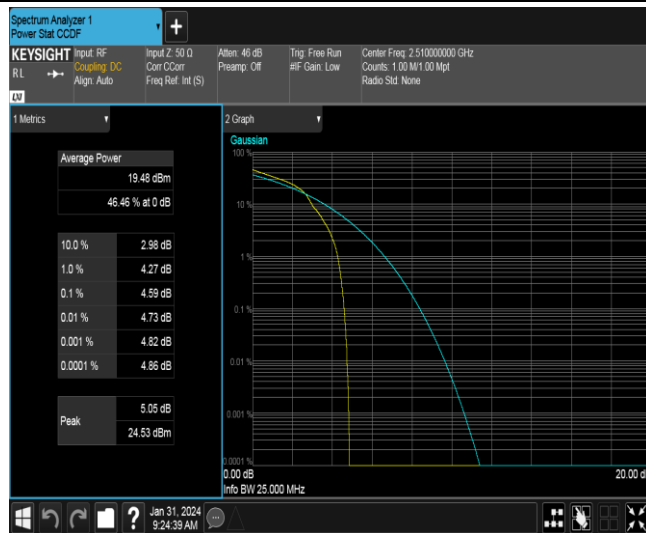 Spectrum Analyzer 1
Power Stat CCDF
KEYSIGHT
RL
Input: RF
Coupling: DC
Align: Auto
Input Z: 50 Ω
Corr CCorr
Freq Ref: Int (S)
Atten: 46 dB
Preamp: Off
Trig: Free Run
#IF Gain: Low
Center Freq: 2.510000000 GHz
Counts: 1.00 M/1.00 Mpt
Radio Std: None
1 Metrics
Average Power
19.48 dBm
46.46 % at 0 dB
10.0 % 2.98 dB
1.0 % 4.27 dB
0.1 % 4.59 dB
0.01 % 4.73 dB
0.001 % 4.82 dB
0.0001 % 4.86 dB
Peak
5.05 dB
24.53 dBm
2 Graph
Gaussian
100 %
10 %
1 %
0.1 %
0.01 %
0.001 %
0.0001 %
0.00 dB
20.00 d
Info BW 25.000 MHz
?
Jan 31, 2024
9:24:39 AM